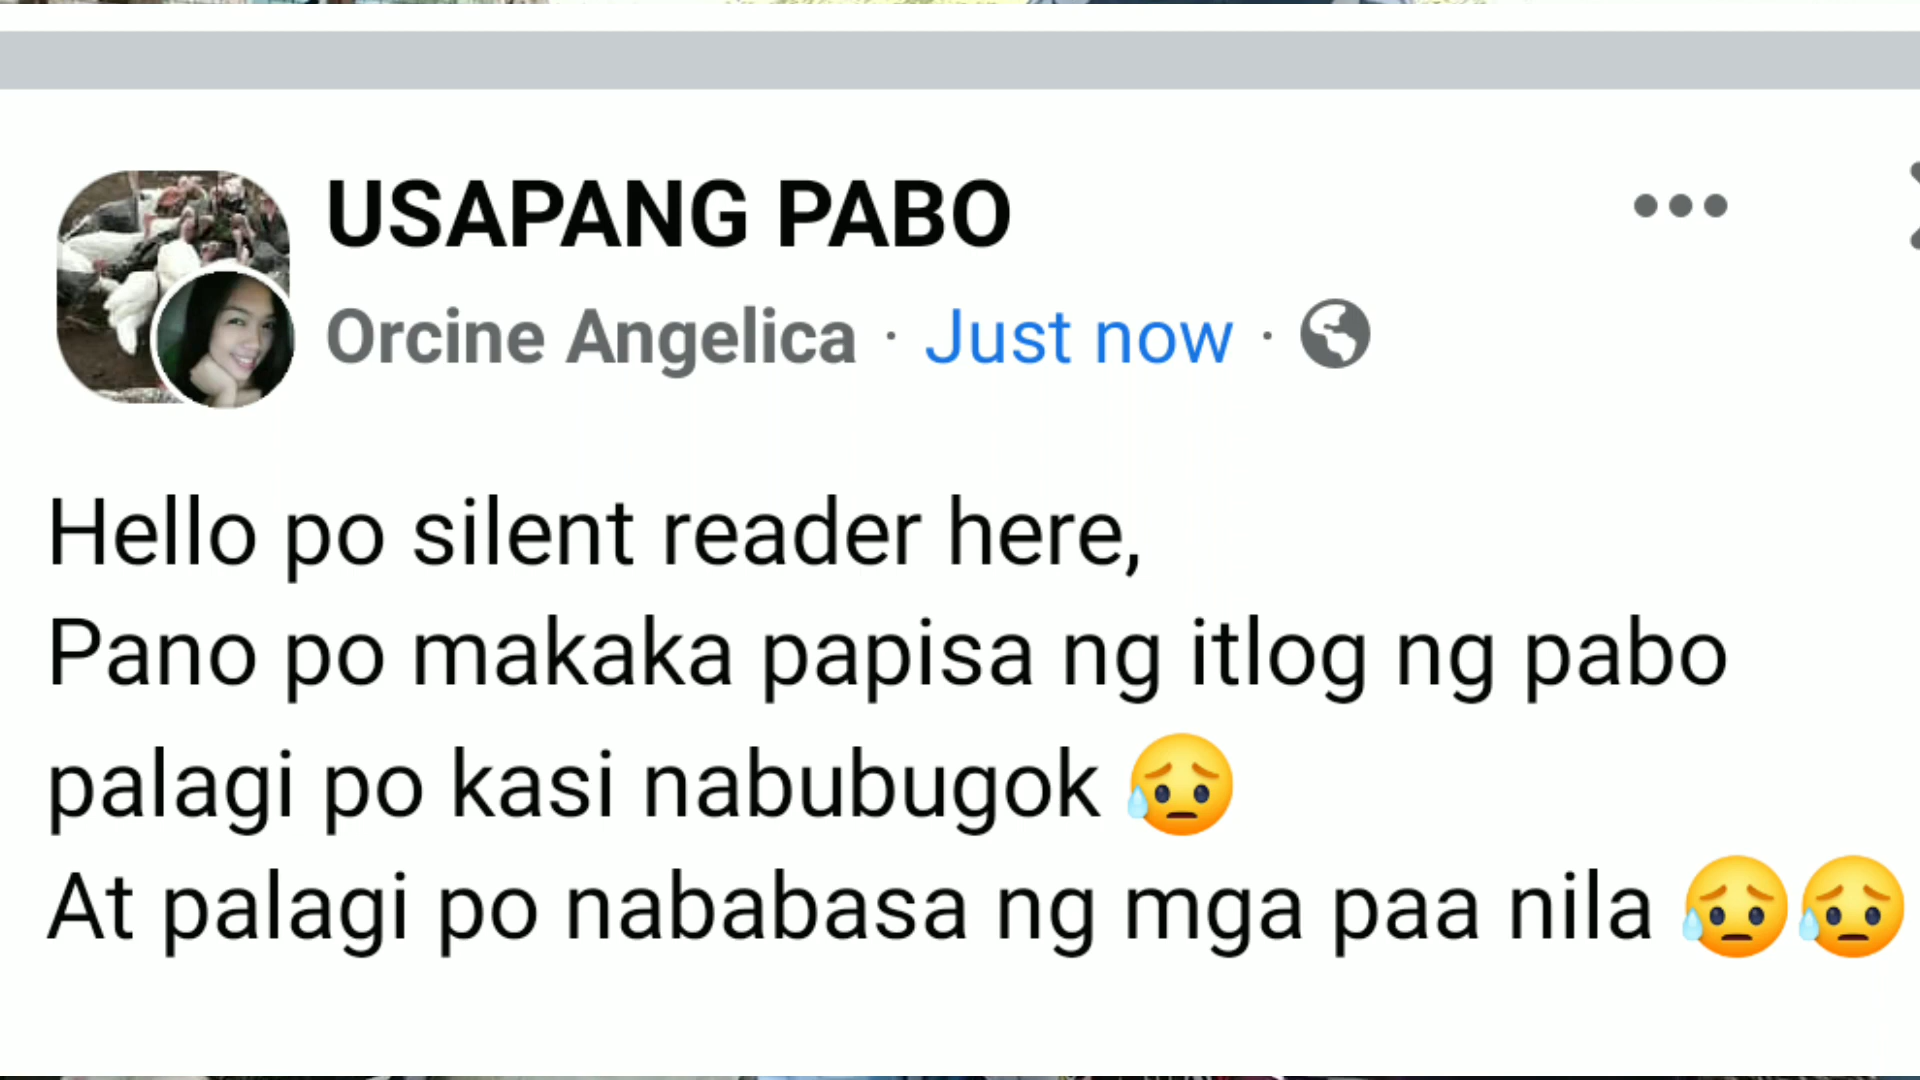 USAPANG PABO
Orcine Angelica · Just now ·
Hello po silent reader here,
Pano po makaka papisa ng itlog ng pabo
palagi po kasi nabubugok 😥
At palagi po nababasa ng mga paa nila 😥😥